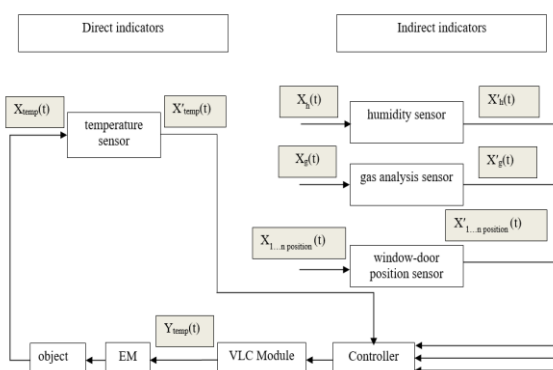 Direct indicators
Indirect indicators
Xtemp(t)
X'temp(t)
temperature
sensor
Xh(t)
X'h(t)
humidity sensor
Xg(t)
X'g(t)
gas analysis sensor
X1…n position (t)
X'1…n position (t)
window-door
position sensor
Ytemp(t)
object
EM
VLC Module
Controller